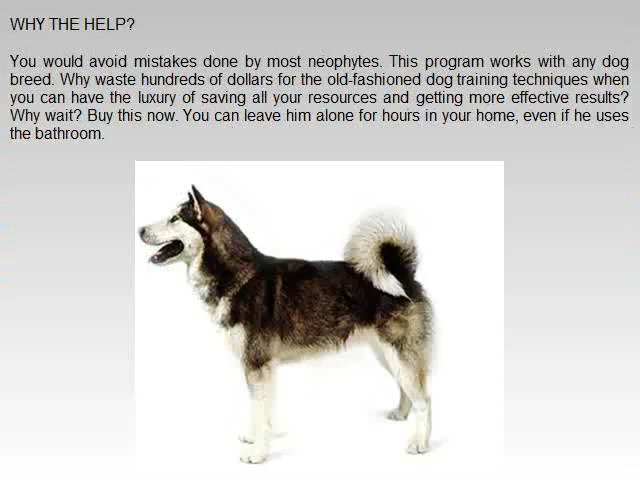 WHY THE HELP?
You would avoid mistakes done by most neophytes. This program works with any dog
breed. Why waste hundreds of dollars for the old-fashioned dog training techniques when
you can have the luxury of saving all your resources and getting more effective results?
Why wait? Buy this now. You can leave him alone for hours in your home, even if he uses
the bathroom.